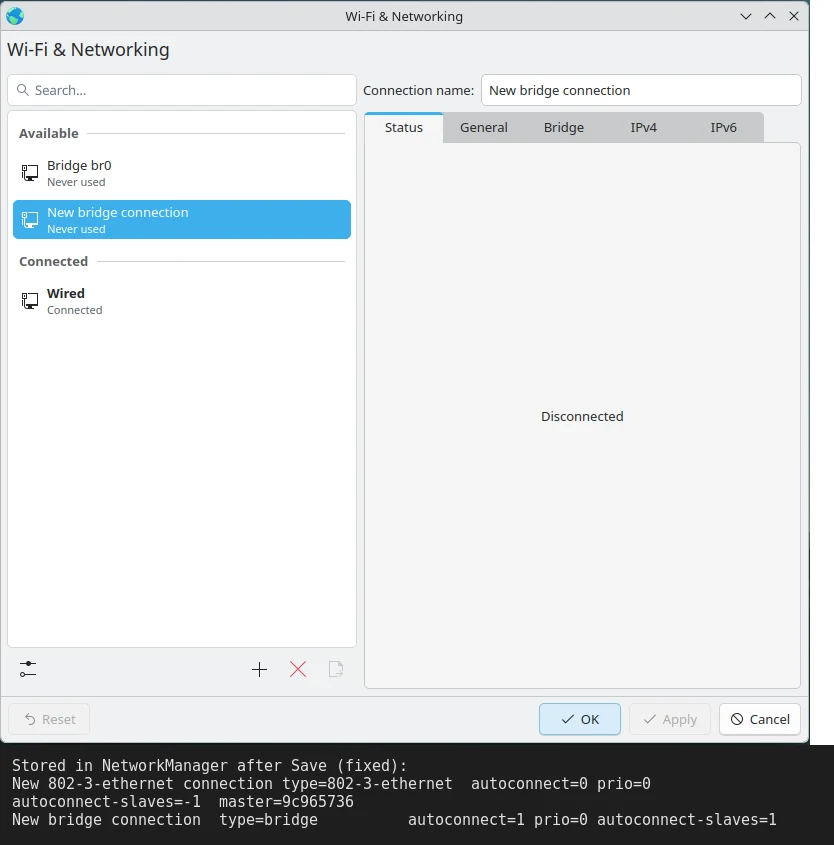 Wi-Fi & Networking
Wi-Fi & Networking
Search...
Connection name: New bridge connection
Available
Bridge br0
Never used
New bridge connection
Never used
Connected
Wired
Connected
Status General Bridge IPv4 IPv6
Disconnected
Reset OK Apply Cancel
Stored in NetworkManager after Save (fixed):
New 802-3-ethernet connection type=802-3-ethernet  autoconnect=0 prio=0
autoconnect-slaves=-1  master=9c965736
New bridge connection  type=bridge          autoconnect=1 prio=0 autoconnect-slaves=1